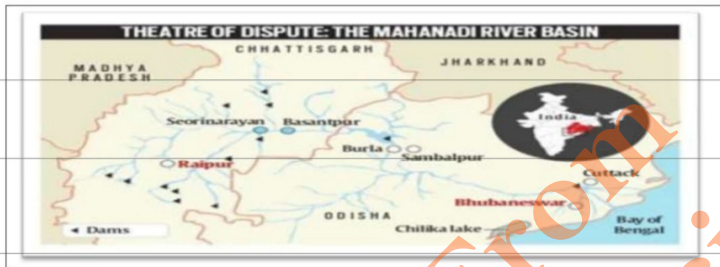 THEATRE OF DISPUTE: THE MAHANADI RIVER BASIN
CHHATTISGARH
JHARKHAND
MADHYA
PRADESH
India
Seorinarayan Basantpur
Burla
Sambalpur
Raipur
Cuttack
Bhubaneswar
ODISHA
Bay of
Bengal
Chilika lake
Dams
From